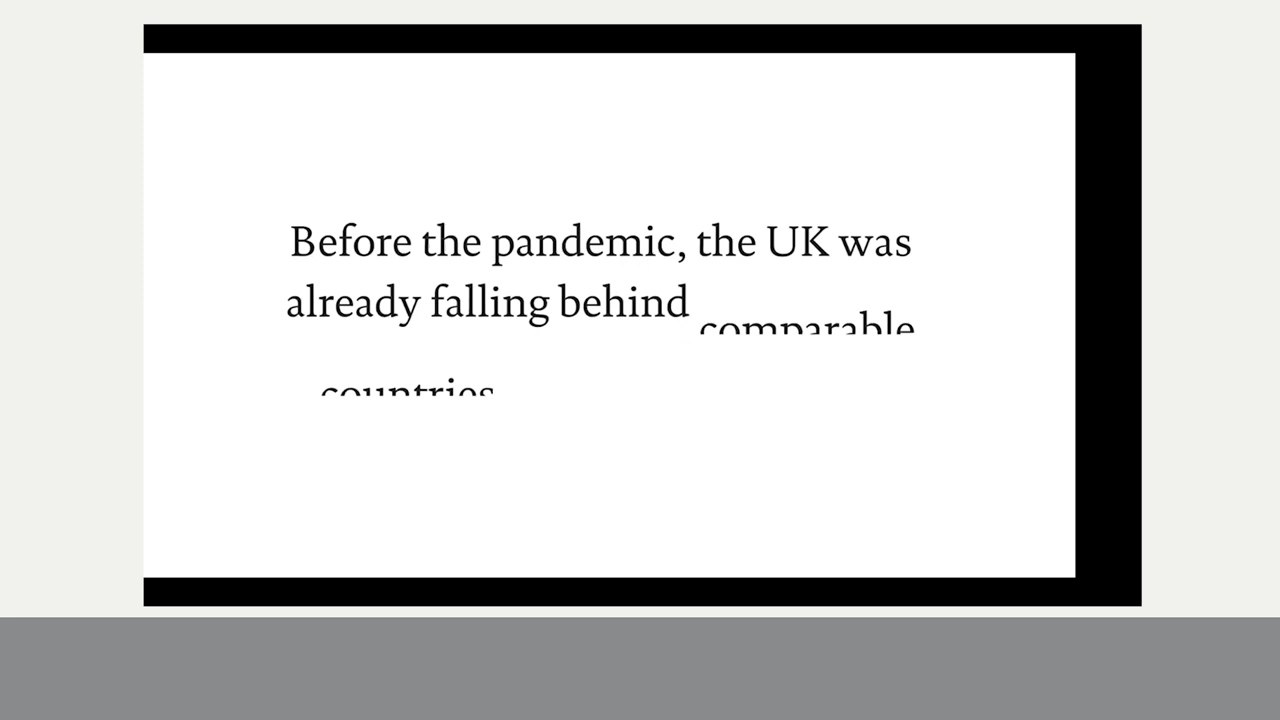 Before the pandemic, the UK was
already falling behind comparable
countries